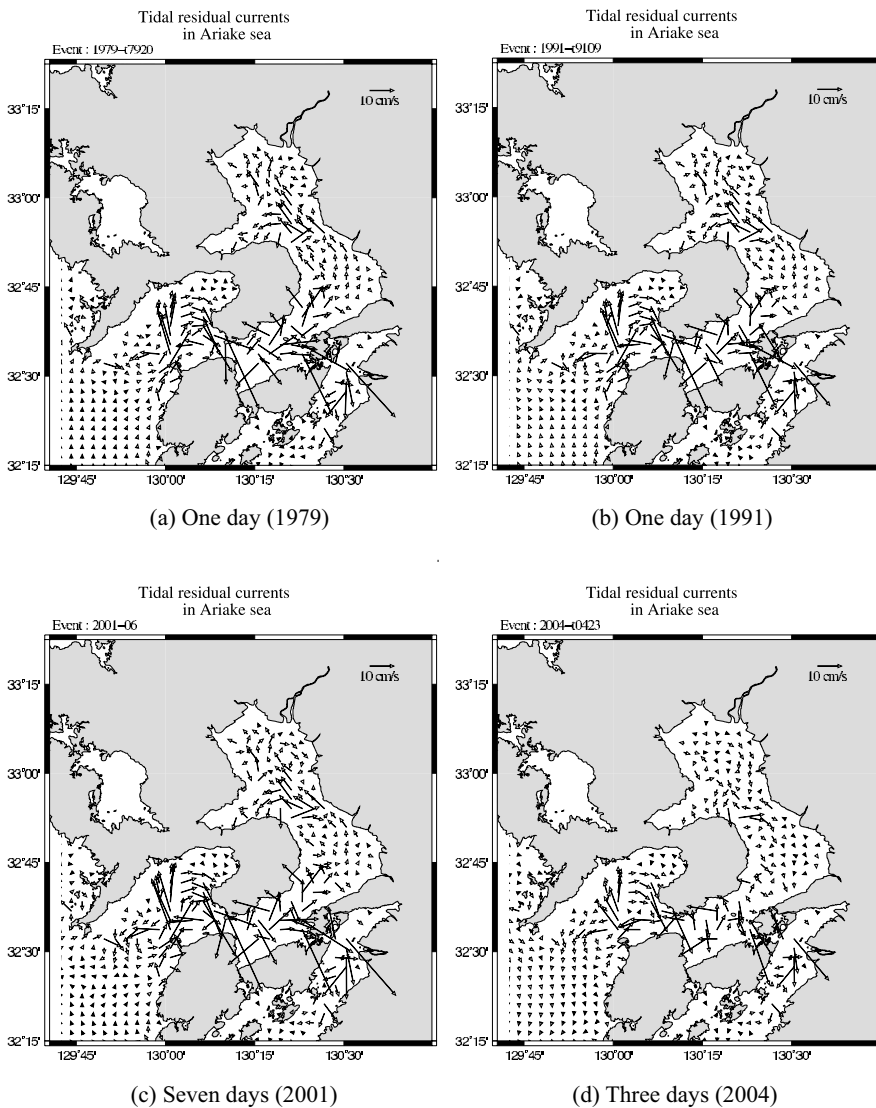 Tidal residual currents
in Ariake sea
Event : 1979-t7920
10 cm/s
33°15'
33°00'
32°45'
32°30'
32°15'
129°45'
130°00'
130°15'
130°30'
(a) One day (1979)
Tidal residual currents
in Ariake sea
Event : 1991-t9109
10 cm/s
33°15'
33°00'
32°45'
32°30'
32°15'
129°45'
130°00'
130°15'
130°30'
(b) One day (1991)
Tidal residual currents
in Ariake sea
Event : 2001-06
10 cm/s
33°15'
33°00'
32°45'
32°30'
32°15'
129°45'
130°00'
130°15'
130°30'
(c) Seven days (2001)
Tidal residual currents
in Ariake sea
Event : 2004-t0423
10 cm/s
33°15'
33°00'
32°45'
32°30'
32°15'
129°45'
130°00'
130°15'
130°30'
(d) Three days (2004)